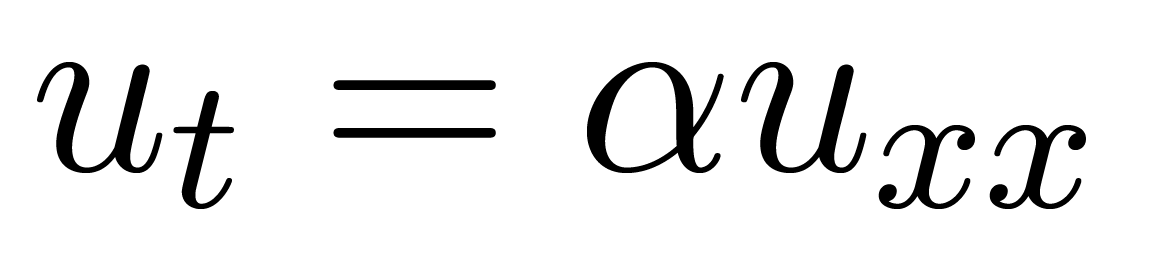 u_t = αu_{xx}